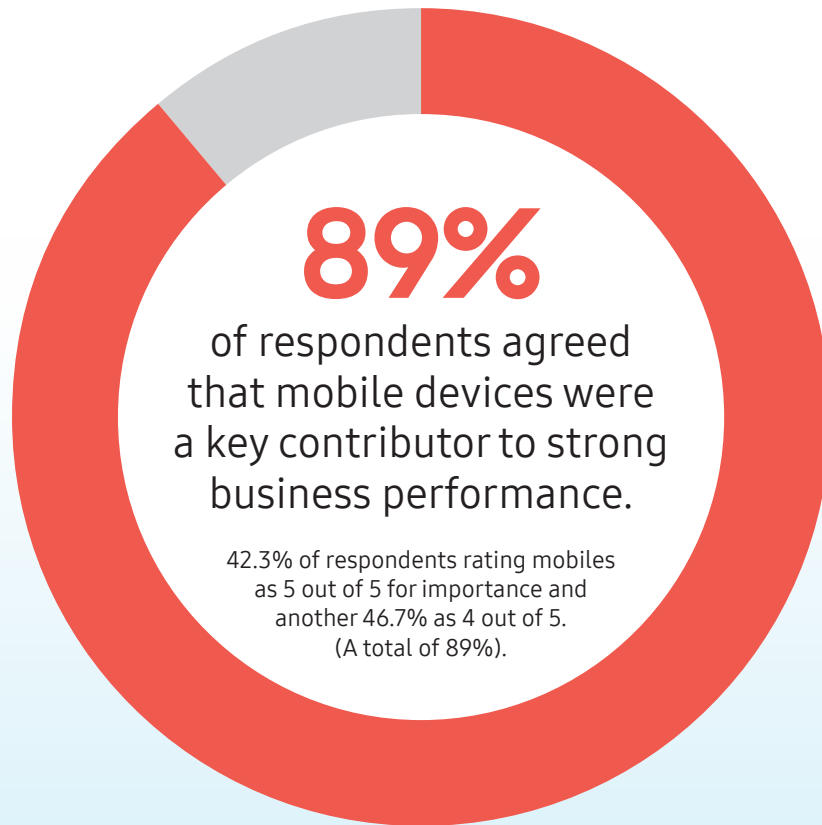 89%
of respondents agreed
that mobile devices were
a key contributor to strong
business performance.
42.3% of respondents rating mobiles
as 5 out of 5 for importance and
another 46.7% as 4 out of 5.
(A total of 89%).